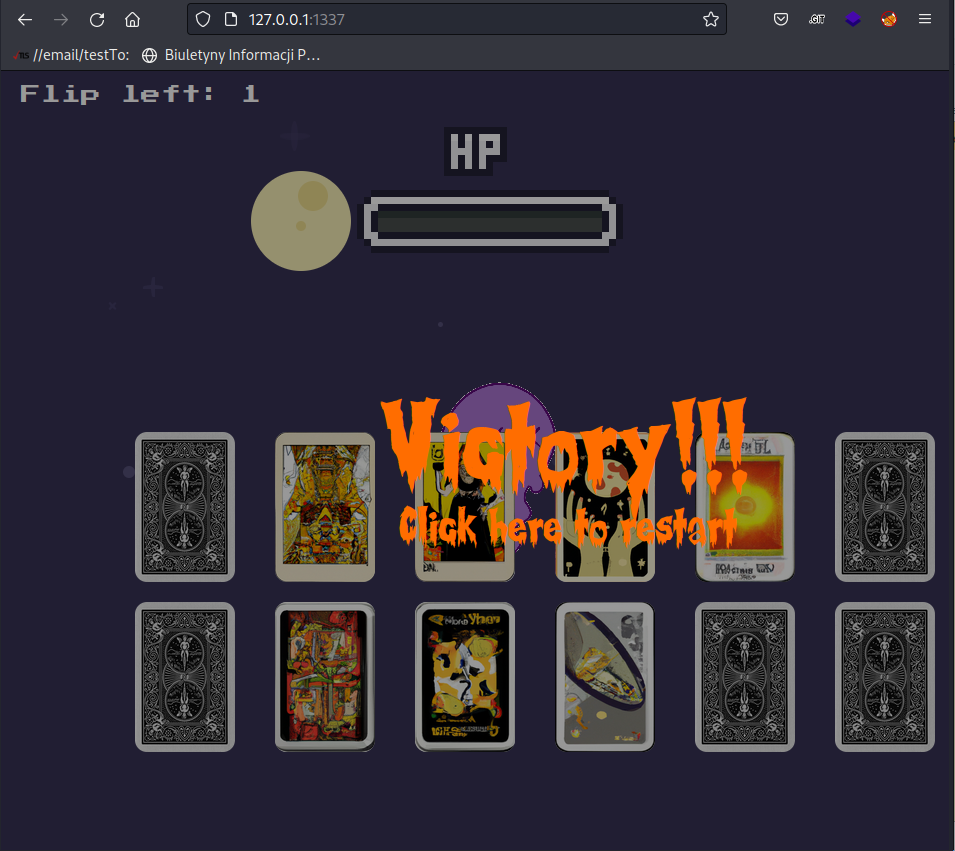 127.0.0.1:1337
//email/testTo:
Biuletyny Informacji P…
Flip left: 1
HP
Victory!!!
Click here to restart